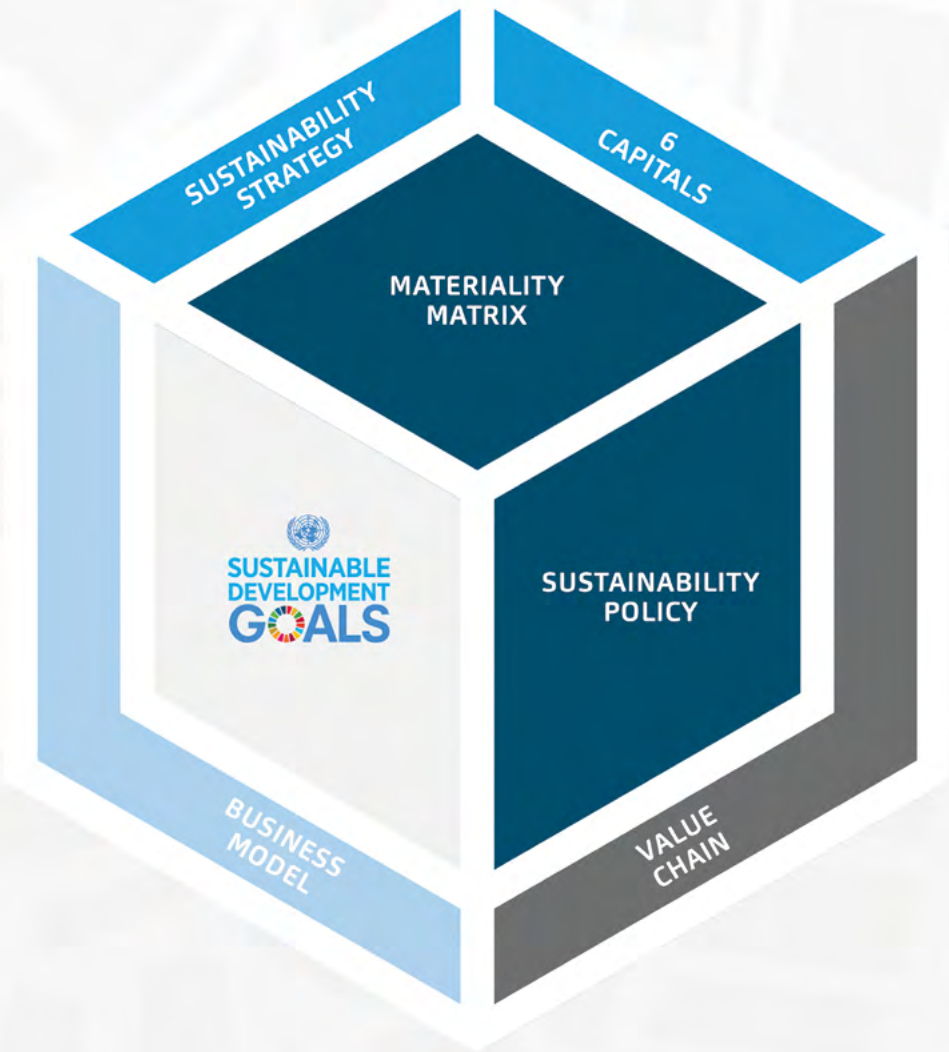 SUSTAINABILITY
STRATEGY
6
CAPITALS
MATERIALITY
MATRIX
SUSTAINABLE
DEVELOPMENT
GOALS
SUSTAINABILITY
POLICY
BUSINESS
MODEL
VALUE
CHAIN